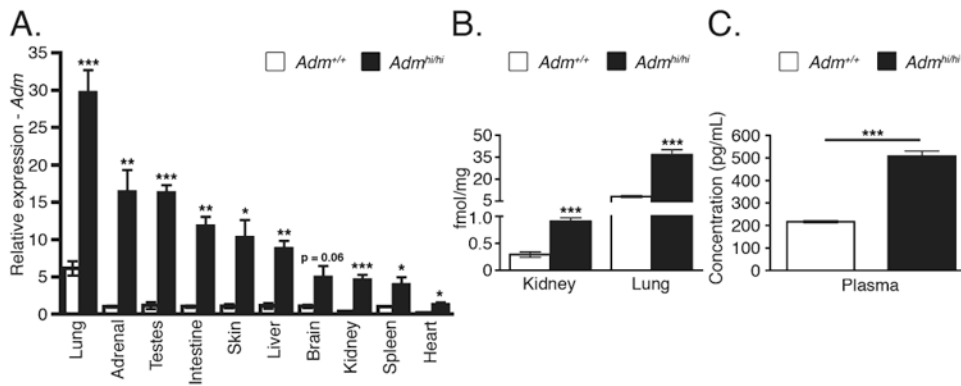 A.
Adm+/+ Admhi/hi
Relative expression - Adm
35
30
25
20
15
10
5
0
***
**
***
**
*
**
p = 0.06
***
*
*
Lung
Adrenal
Testes
Intestine
Skin
Liver
Brain
Kidney
Spleen
Heart
B.
Adm+/+ Admhi/hi
fmol/mg
50
35
20
5
1.0
0.5
0
***
***
Kidney Lung
C.
Adm+/+ Admhi/hi
Concentration (pg/mL)
600
500
400
300
200
100
0
***
Plasma